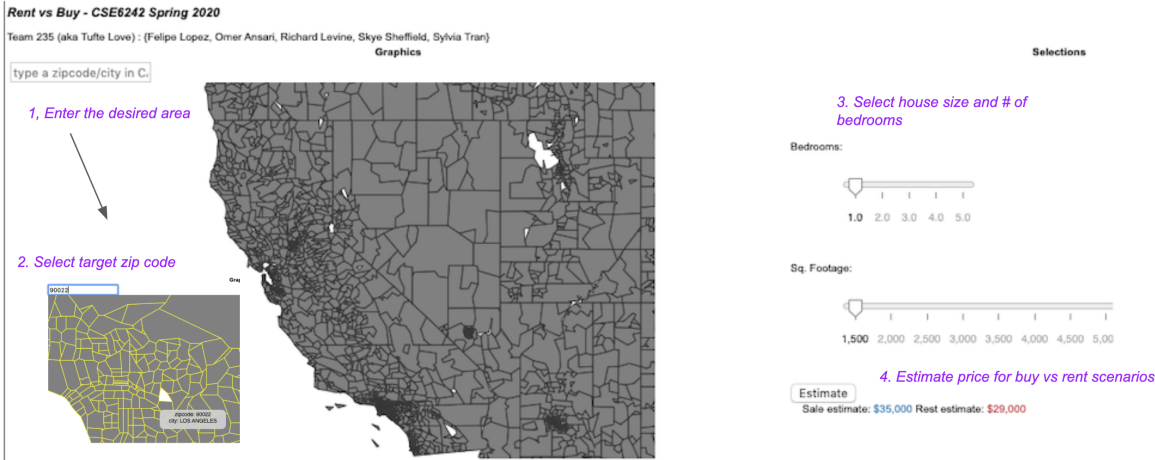 Rent vs Buy - CSE6242 Spring 2020
Team 235 (aka Tufte Love) : {Felipe Lopez, Omer Ansari, Richard Levine, Skye Sheffield, Sylvia Tran}
Graphics
Selections
type a zipcode/city in C
1, Enter the desired area
2. Select target zip code
Gra
90022
zipcode: 90022
city: LOS ANGELES
3. Select house size and # of
bedrooms
Bedrooms:
1.0 2.0 3.0 4.0 5.0
Sq. Footage:
1,500 2,000 2,500 3,000 3,500 4,000 4,500 5,00
4. Estimate price for buy vs rent scenarios
Estimate
Sale estimate: $35,000 Rest estimate: $29,000